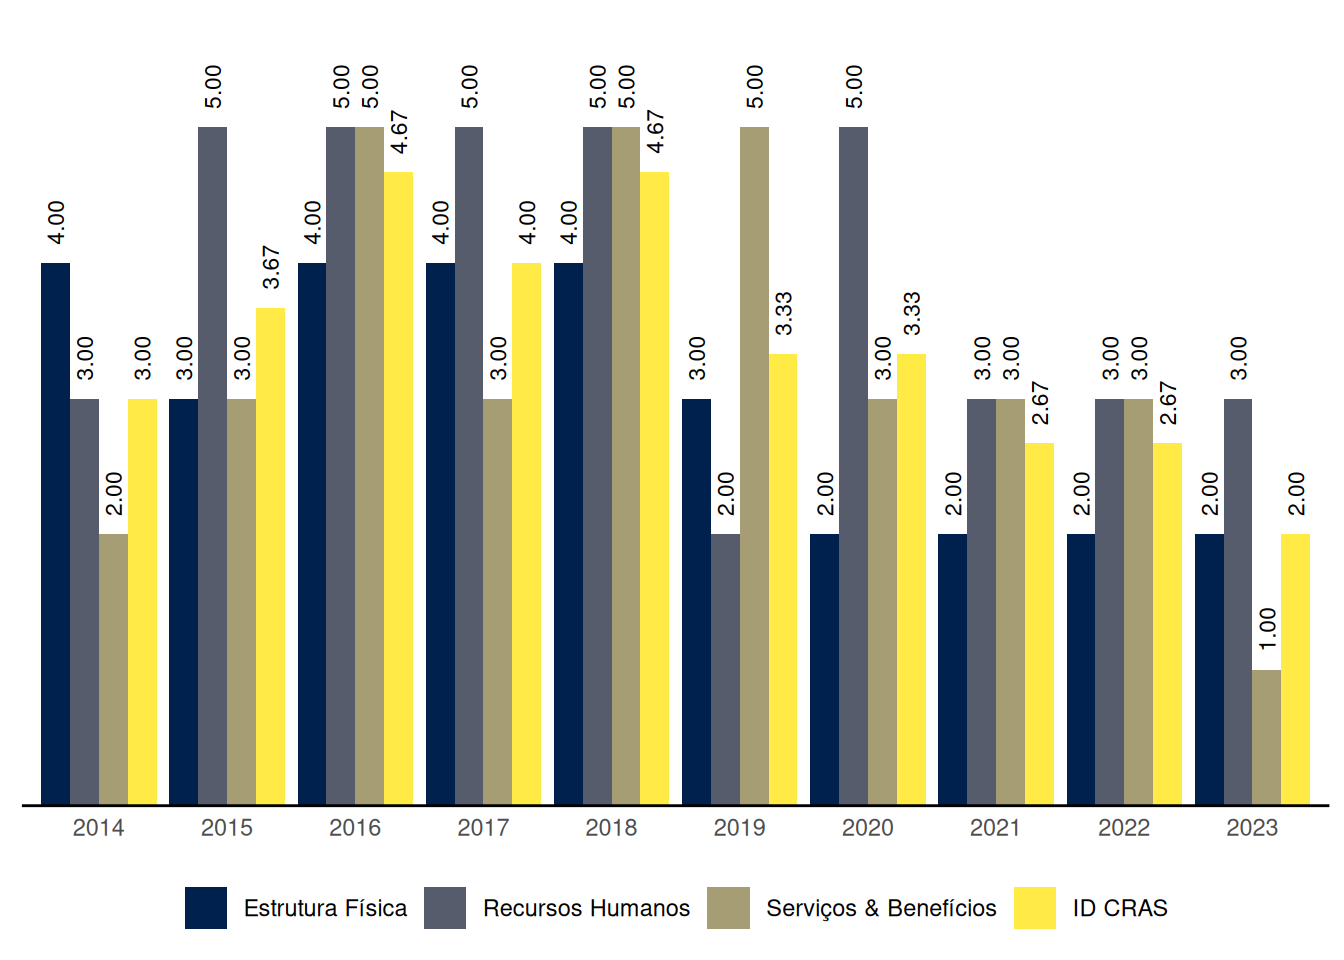 5.00 5.00 5.00 5.00 5.00 5.00 5.00 5.00
4.67 4.67
4.00 4.00 4.00 4.00 4.00
3.67
3.33 3.33
3.00 3.00 3.00 3.00 3.00 3.00 3.00 3.00 3.00 3.00 3.00 3.00
2.67 2.67
2.00 2.00 2.00 2.00 2.00 2.00 2.00
1.00
2014 2015 2016 2017 2018 2019 2020 2021 2022 2023
Estrutura Física Recursos Humanos Serviços & Benefícios ID CRAS